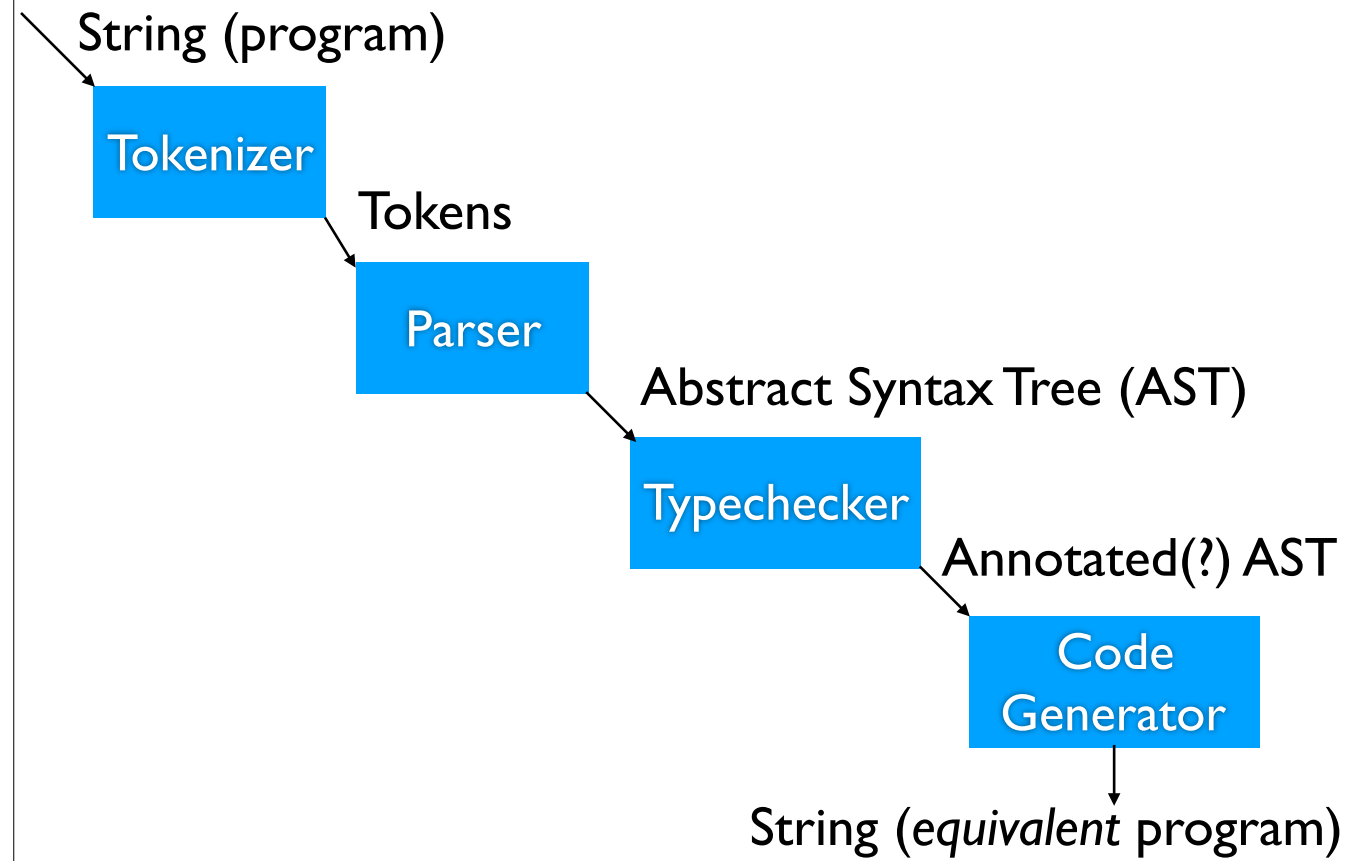 String (program)
Tokenizer
Tokens
Parser
Abstract Syntax Tree (AST)
Typechecker
Annotated(?) AST
Code
Generator
String (equivalent program)